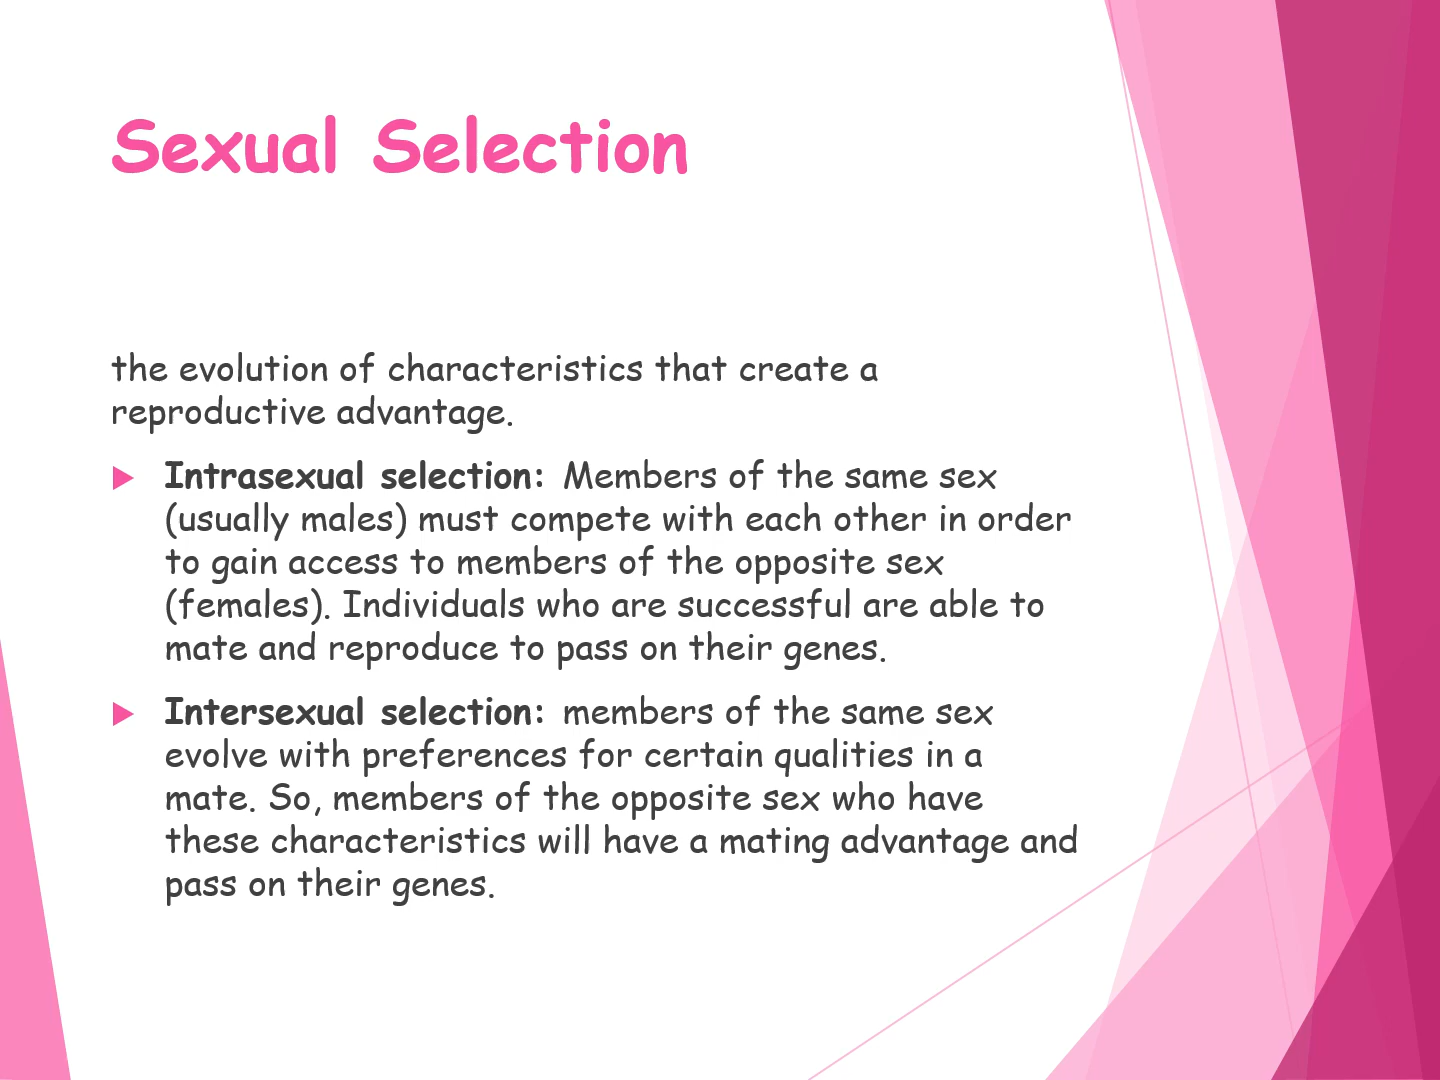 Sexual Selection
the evolution of characteristics that create a
reproductive advantage.
Intrasexual selection: Members of the same sex
(usually males) must compete with each other in order
to gain access to members of the opposite sex
(females). Individuals who are successful are able to
mate and reproduce to pass on their genes.
Intersexual selection: members of the same sex
evolve with preferences for certain qualities in a
mate. So, members of the opposite sex who have
these characteristics will have a mating advantage and
pass on their genes.